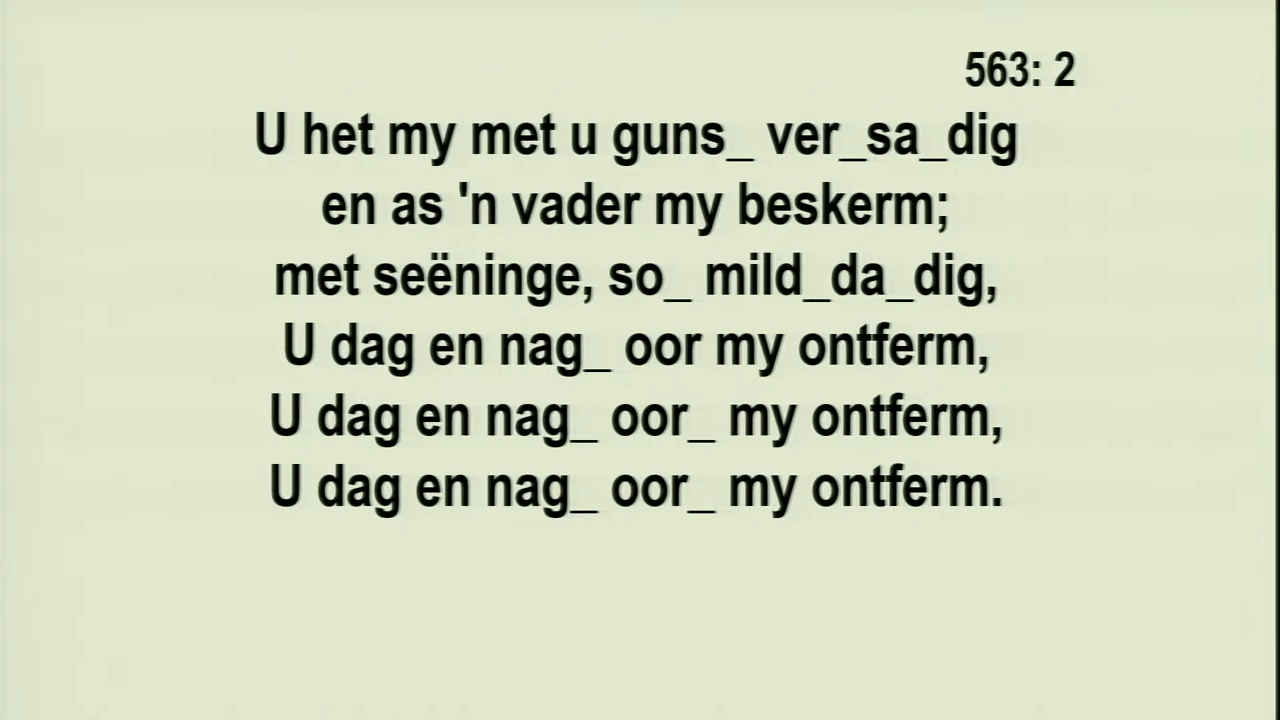 563: 2
U het my met u guns_ ver_sa_dig
en as 'n vader my beskerm;
met seëninge, so_ mild_da_dig,
U dag en nag_ oor my ontferm,
U dag en nag_ oor_ my ontferm,
U dag en nag_ oor_ my ontferm.